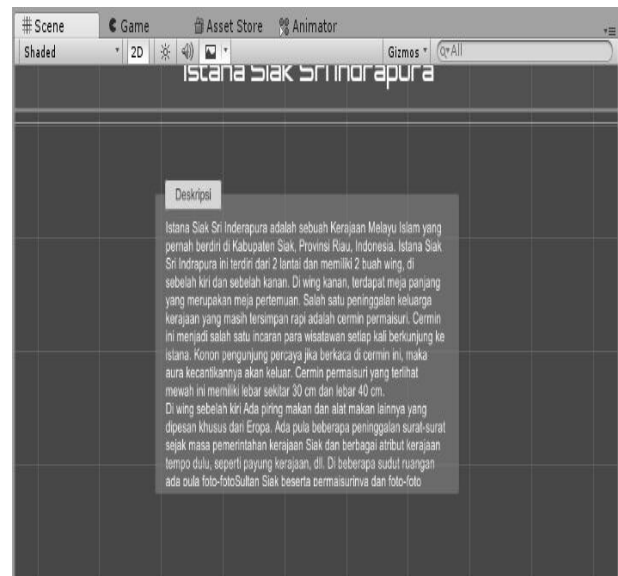 Scene Game Asset Store Animator
Shaded 2D Gizmos All
Istana Siak Sri Indrapura
Deskripsi
Istana Siak Sri Inderapura adalah sebuah Kerajaan Melayu Islam yang
pernah berdiri di Kabupaten Siak, Provinsi Riau, Indonesia. Istana Siak
Sri Indrapura ini terdiri dari 2 lantai dan memiliki 2 buah wing, di
sebelah kiri dan sebelah kanan. Di wing kanan, terdapat meja panjang
yang merupakan meja pertemuan. Salah satu peninggalan keluarga
kerajaan yang masih tersimpan rapi adalah cermin permaisuri. Cermin
ini menjadi salah satu incaran para wisatawan setiap kali berkunjung ke
istana. Konon pengunjung percaya jika berkaca di cermin ini, maka
aura kecantikannya akan keluar. Cermin permaisuri yang terlihat
mewah ini memiliki lebar sekitar 30 cm dan lebar 40 cm.
Di wing sebelah kiri Ada piring makan dan alat makan lainnya yang
dipesan khusus dari Eropa. Ada pula beberapa peninggalan surat-surat
sejak masa pemerintahan kerajaan Siak dan berbagai atribut kerajaan
tempo dulu, seperti payung kerajaan, dll. Di beberapa sudut ruangan
ada pula foto-fotoSultan Siak beserta permaisurinya dan foto-foto